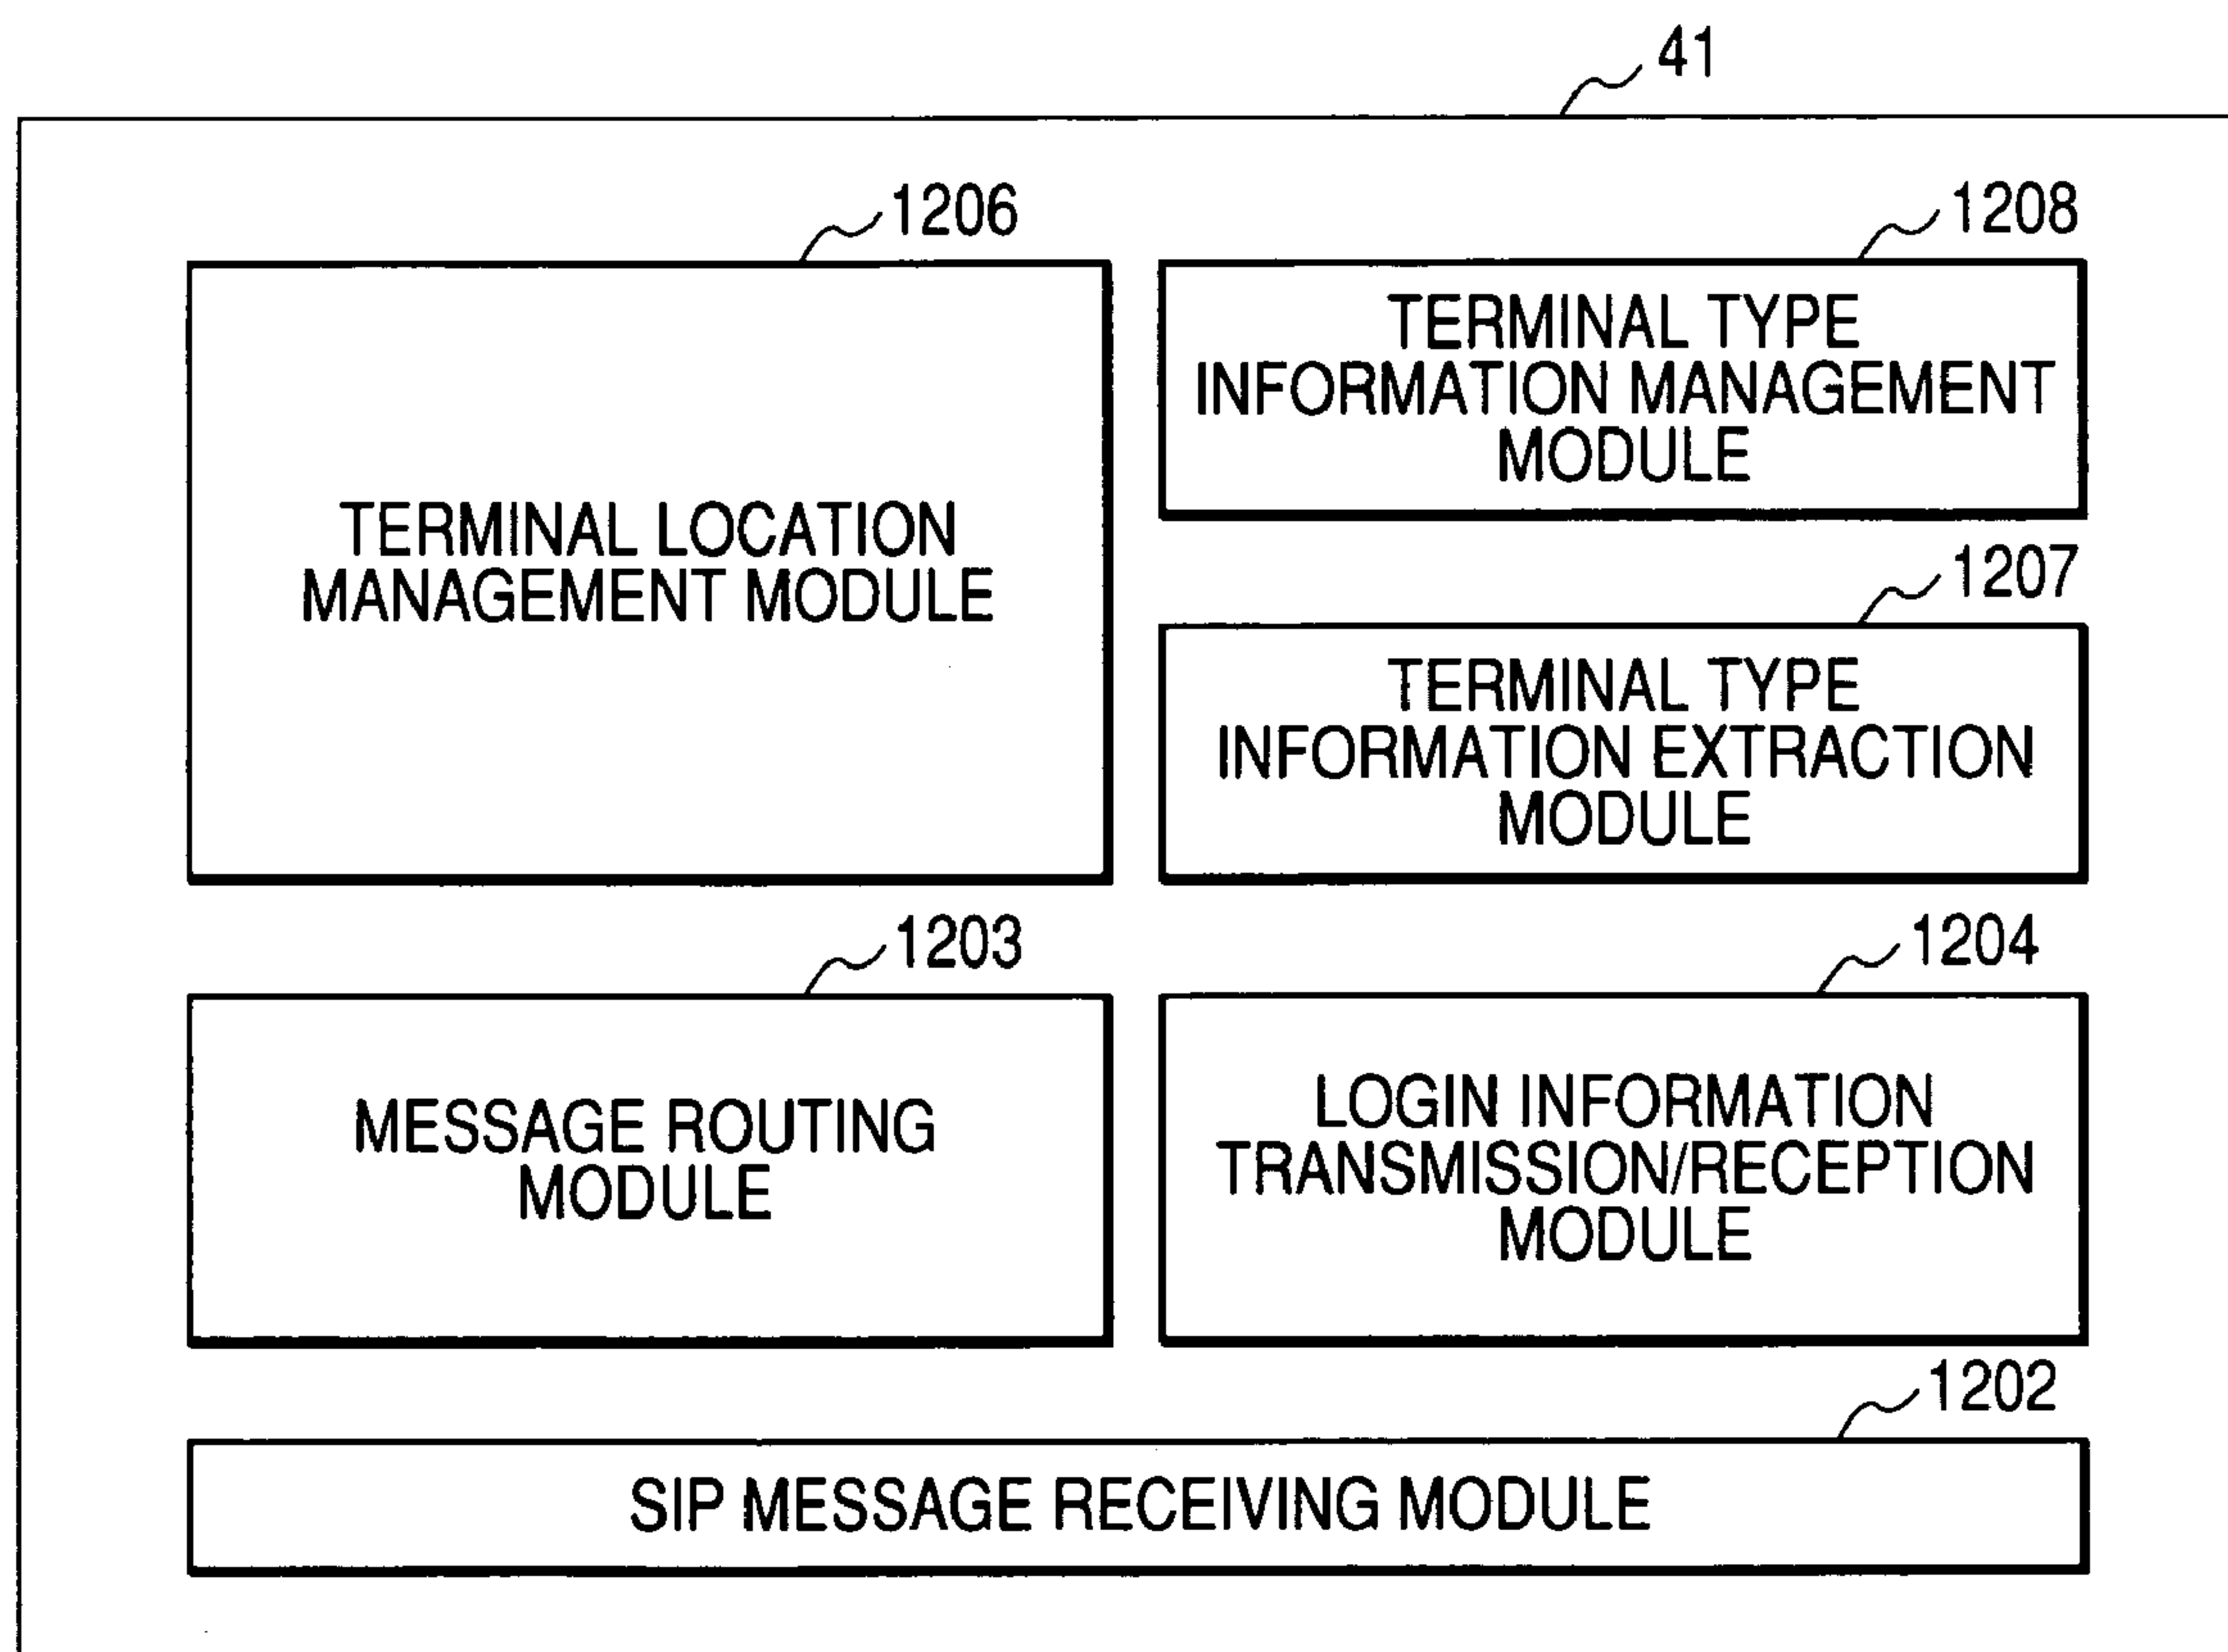 41
1206
1208
TERMINAL LOCATION
MANAGEMENT MODULE
TERMINAL TYPE
INFORMATION MANAGEMENT
MODULE
1207
TERMINAL TYPE
INFORMATION EXTRACTION
MODULE
1203
1204
MESSAGE ROUTING
MODULE
LOGIN INFORMATION
TRANSMISSION/RECEPTION
MODULE
1202
SIP MESSAGE RECEIVING MODULE